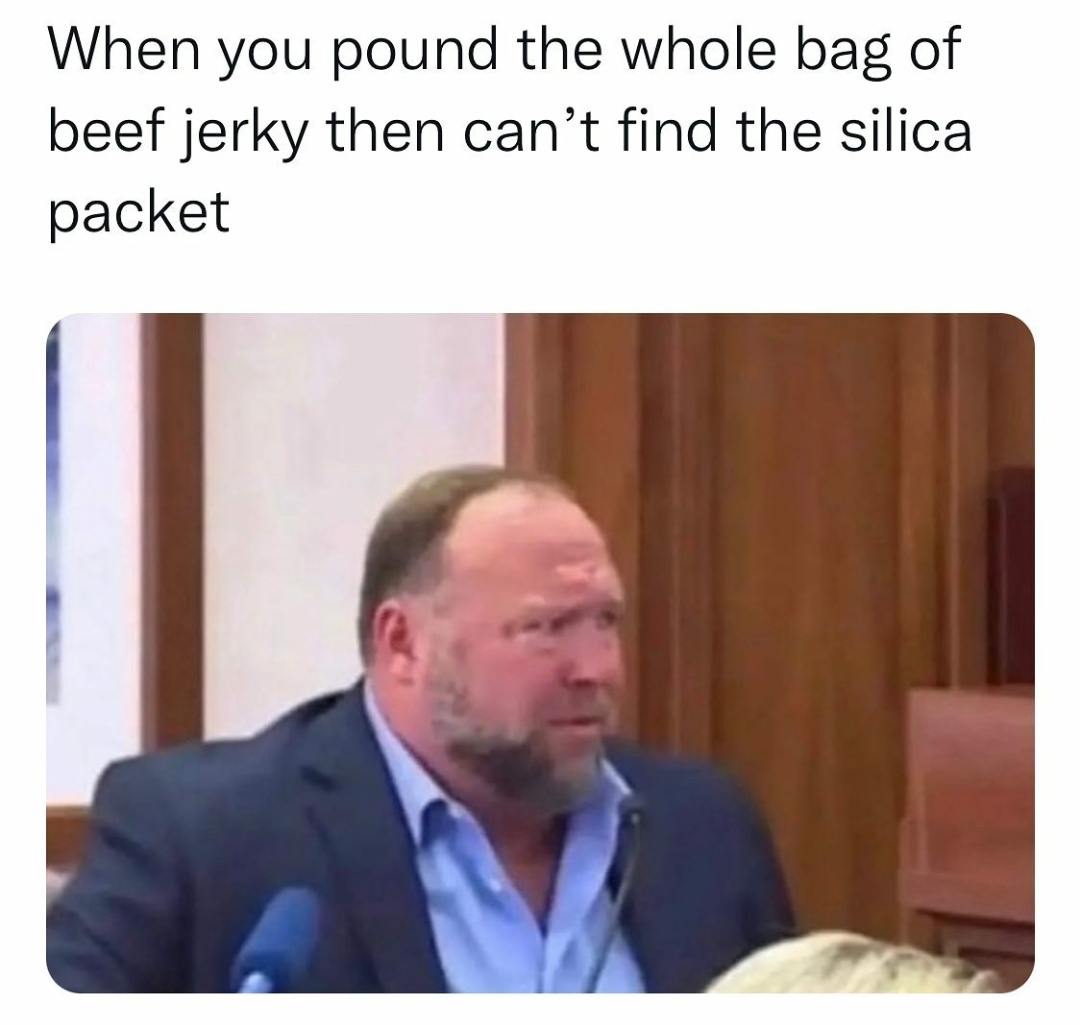 When you pound the whole bag of
beef jerky then can’t find the silica
packet